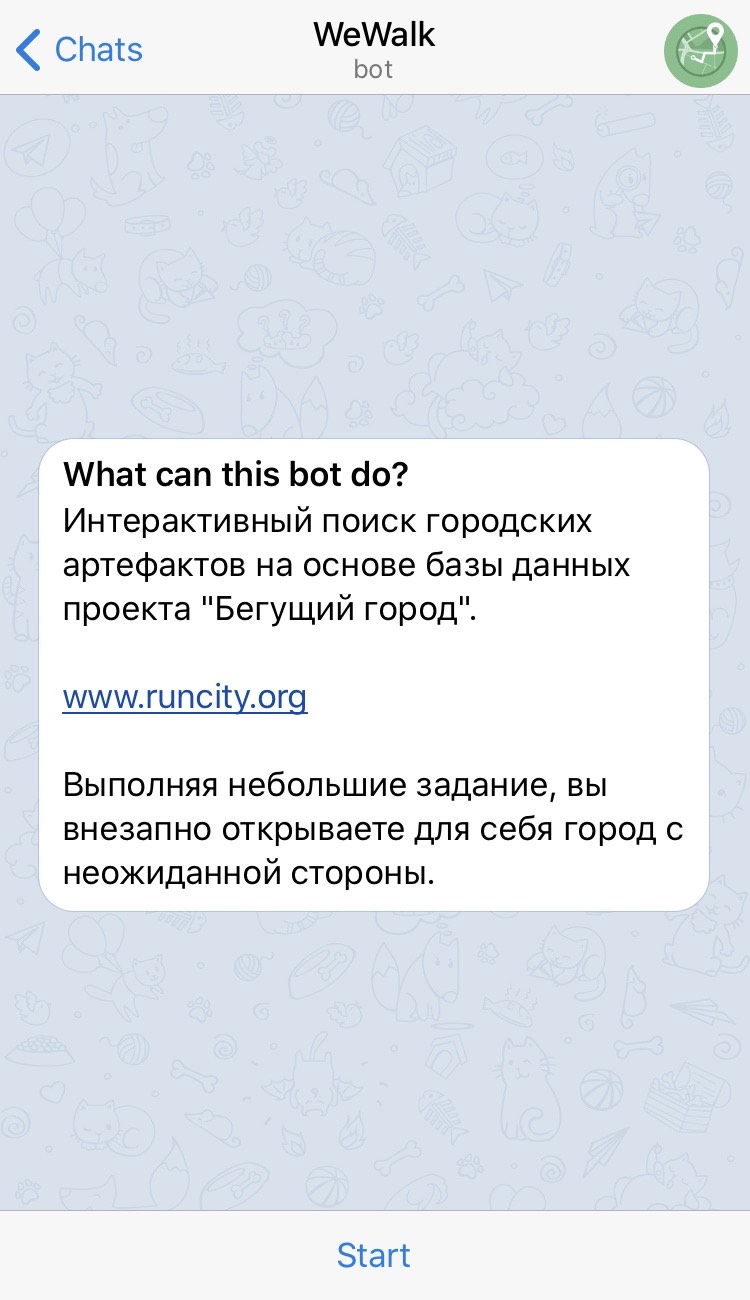 Chats
WeWalk
bot
What can this bot do?
Интерактивный поиск городских
артефактов на основе базы данных
проекта "Бегущий город".
www.runcity.org
Выполняя небольшие задание, вы
внезапно открываете для себя город с
неожиданной стороны.
Start